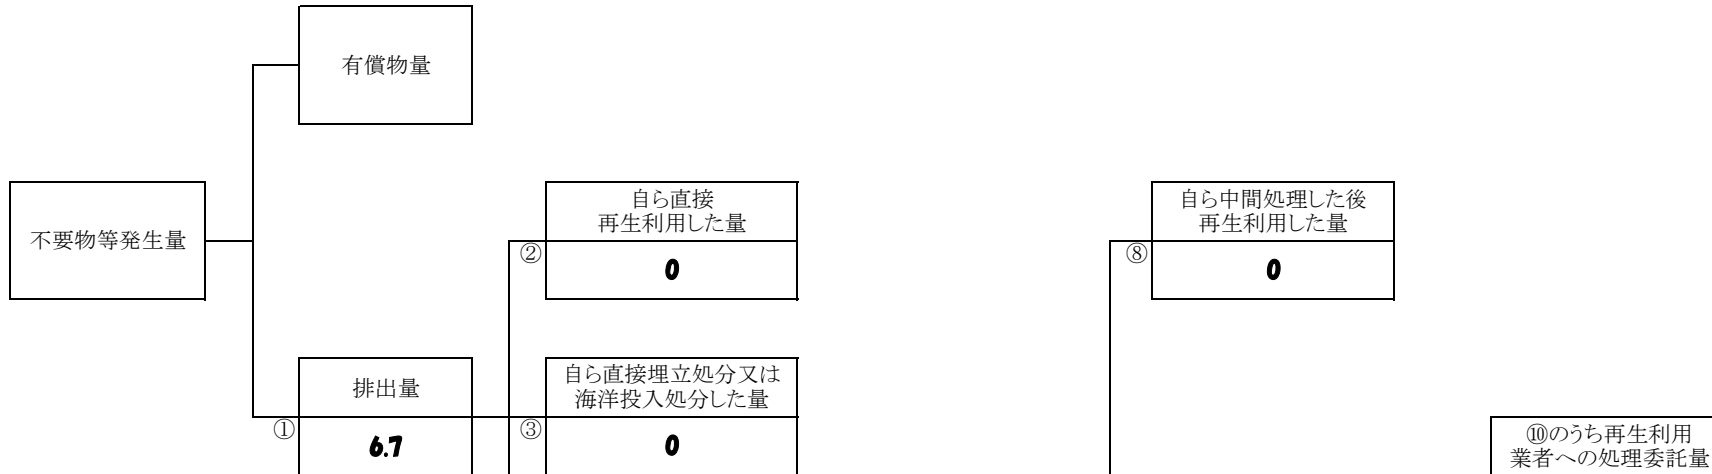 有償物量
不要物等発生量
自ら直接
再生利用した量
②
0
自ら中間処理した後
再生利用した量
⑧
0
排出量
①
6.7
自ら直接埋立処分又は
海洋投入処分した量
③
0
⑩のうち再生利用
業者への処理委託量